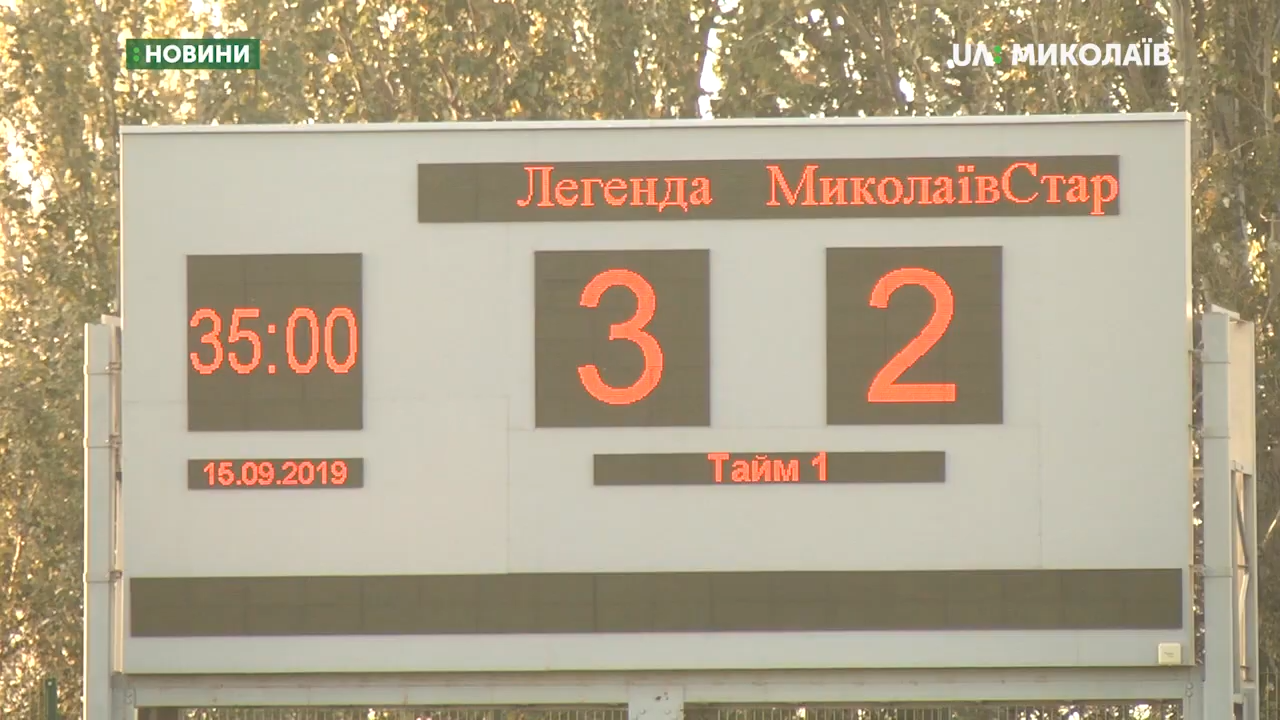 :НОВИНИ
UA: МИКОЛАЇВ
Легенда МиколаївСтар
35:00 3 2
15.09.2019 Тайм 1